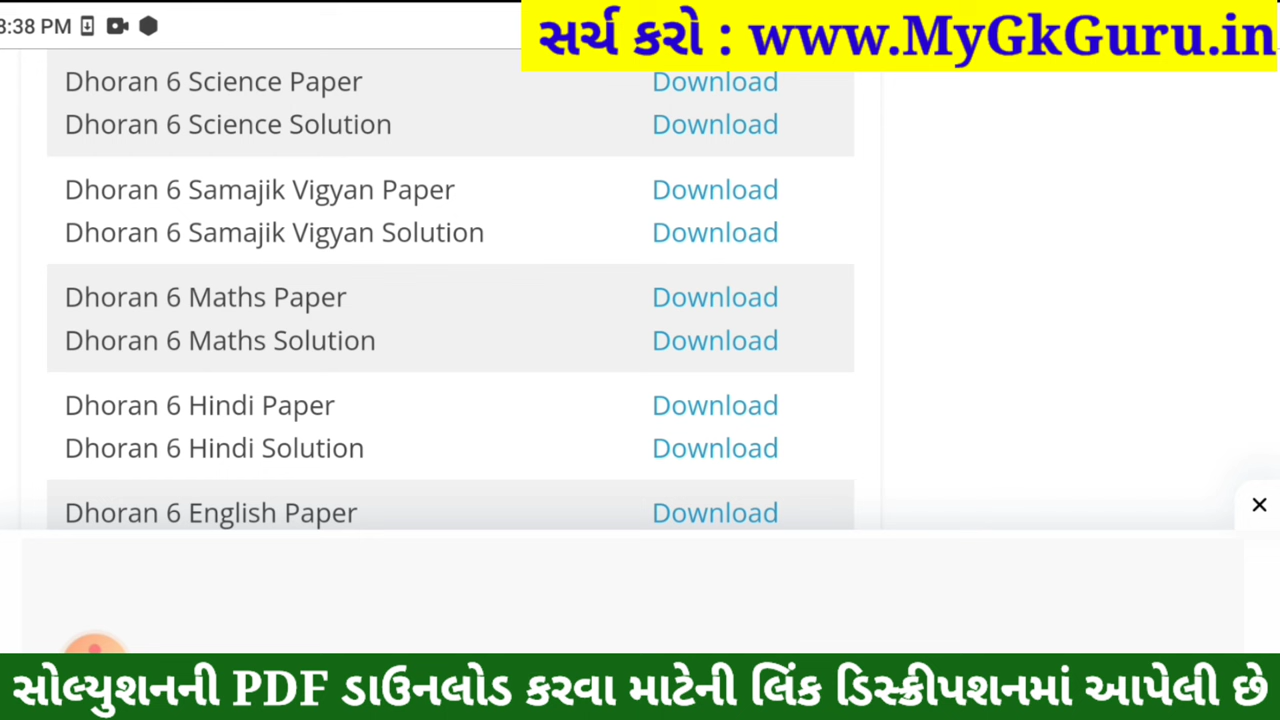 8:38 PM
સર્ચ કરો : www.MyGkGuru.in
Dhoran 6 Science Paper Download
Dhoran 6 Science Solution Download
Dhoran 6 Samajik Vigyan Paper Download
Dhoran 6 Samajik Vigyan Solution Download
Dhoran 6 Maths Paper Download
Dhoran 6 Maths Solution Download
Dhoran 6 Hindi Paper Download
Dhoran 6 Hindi Solution Download
Dhoran 6 English Paper Download
સોલ્યુશનની PDF ડાઉનલોડ કરવા માટેની લિંક ડિસ્ક્રીપશનમાં આપેલી છે